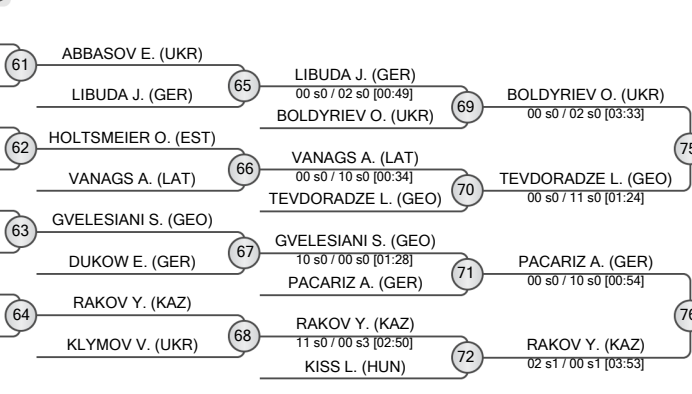 61
ABBASOV E. (UKR)
LIBUDA J. (GER)
62
HOLTSMEIER O. (EST)
VANAGS A. (LAT)
63
GVELESIANI S. (GEO)
DUKOW E. (GER)
64
RAKOV Y. (KAZ)
KLYMOV V. (UKR)
65
LIBUDA J. (GER)
00 s0 / 02 s0 [00:49]
BOLDYRIEV O. (UKR)
66
VANAGS A. (LAT)
00 s0 / 10 s0 [00:34]
TEVDORADZE L. (GEO)
67
GVELESIANI S. (GEO)
10 s0 / 00 s0 [01:28]
PACARIZ A. (GER)
68
RAKOV Y. (KAZ)
11 s0 / 00 s3 [02:50]
KISS L. (HUN)
69
BOLDYRIEV O. (UKR)
00 s0 / 02 s0 [03:33]
70
TEVDORADZE L. (GEO)
00 s0 / 11 s0 [01:24]
71
PACARIZ A. (GER)
00 s0 / 10 s0 [00:54]
72
RAKOV Y. (KAZ)
02 s1 / 00 s1 [03:53]
75
76